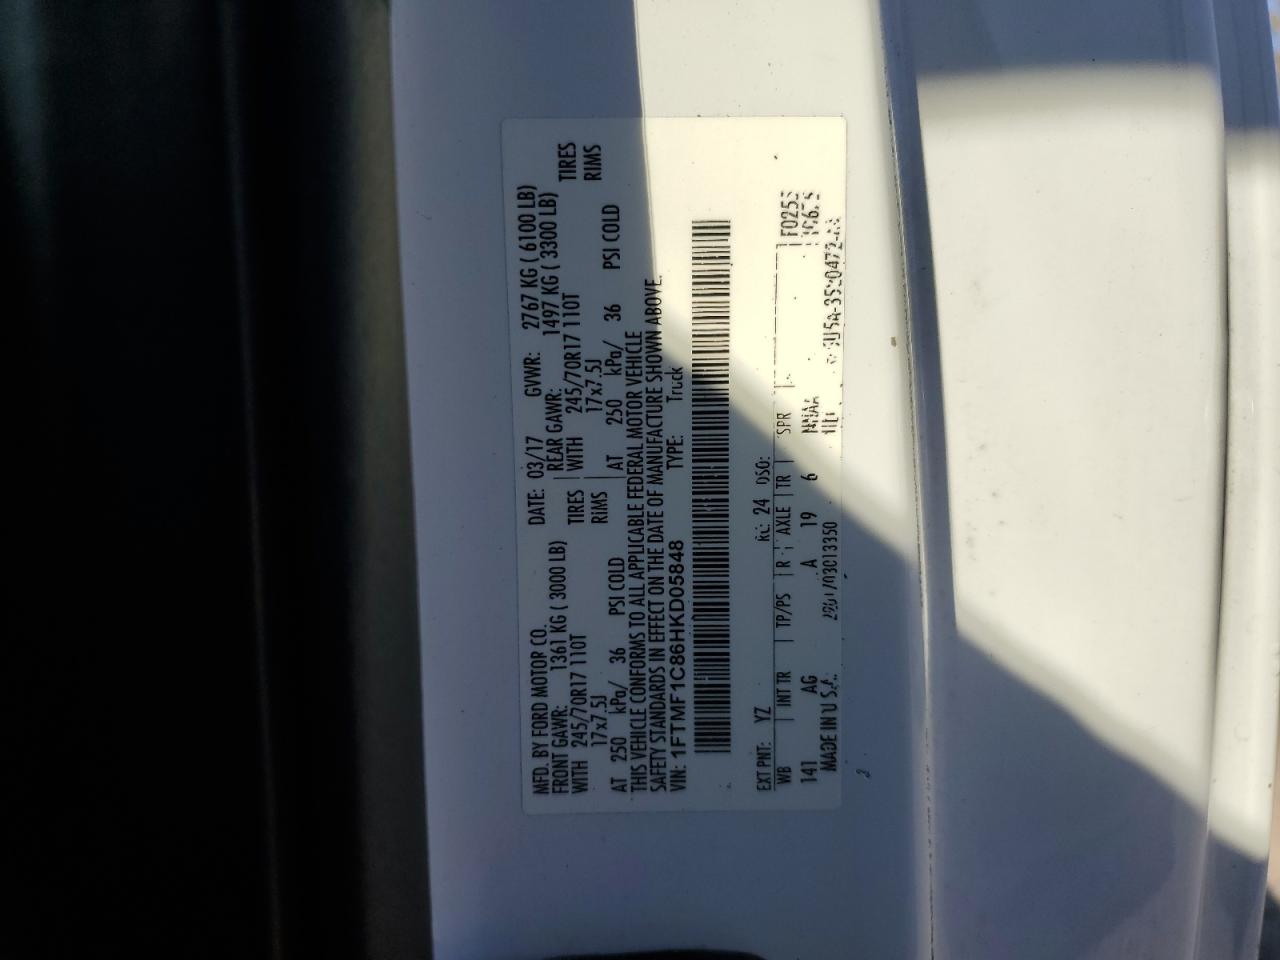 MFD. BY FORD MOTOR CO. DATE: 03/17 GVWR: 2767 KG ( 6100 LB)
FRONT GAWR: 1361 KG ( 3000 LB) REAR GAWR: 1497 KG ( 3300 LB)
WITH 245/70R17 110T TIRES WITH 245/70R17 110T TIRES
17x7.5J RIMS 17x7.5J RIMS
AT 250 kPa/ 36 PSI COLD AT 250 kPa/ 36 PSI COLD
THIS VEHICLE CONFORMS TO ALL APPLICABLE FEDERAL MOTOR VEHICLE
SAFETY STANDARDS IN EFFECT ON THE DATE OF MANUFACTURE SHOWN ABOVE.
VIN: 1FTMF1C86HKD05848 TYPE: Truck
EXT PNT: YZ RC: 24 DSO:
WB INT TR TP/PS R AXLE TR SPR F0253
141 AG A 19 6 NNAA
MADE IN U.S.A.